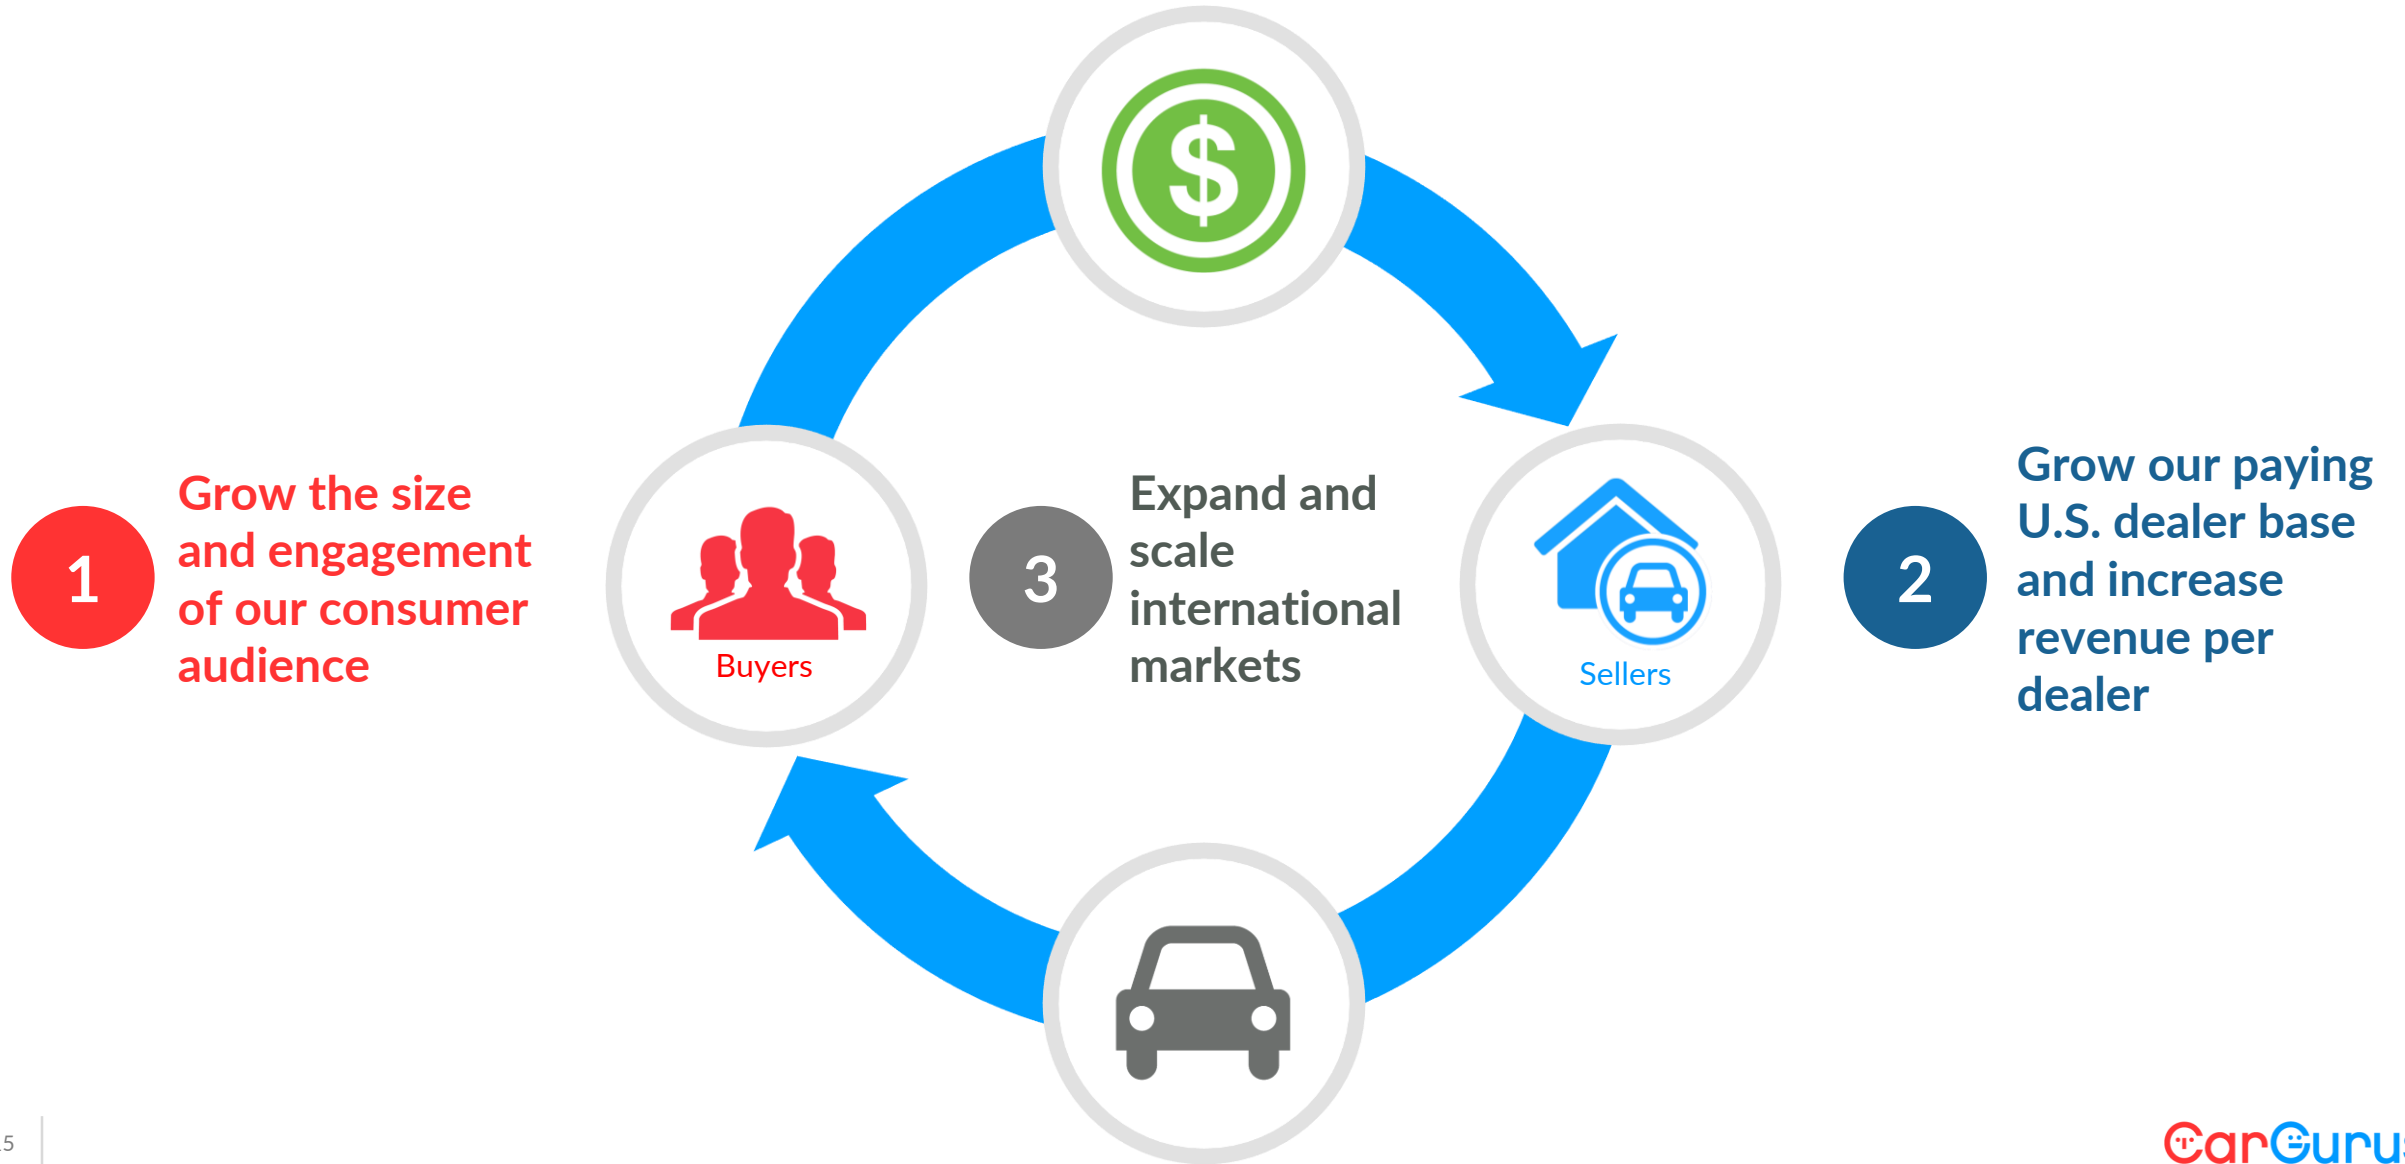 $
1
Grow the size
and engagement
of our consumer
audience
Buyers
3
Expand and
scale
international
markets
Sellers
2
Grow our paying
U.S. dealer base
and increase
revenue per
dealer
5
CarGurus